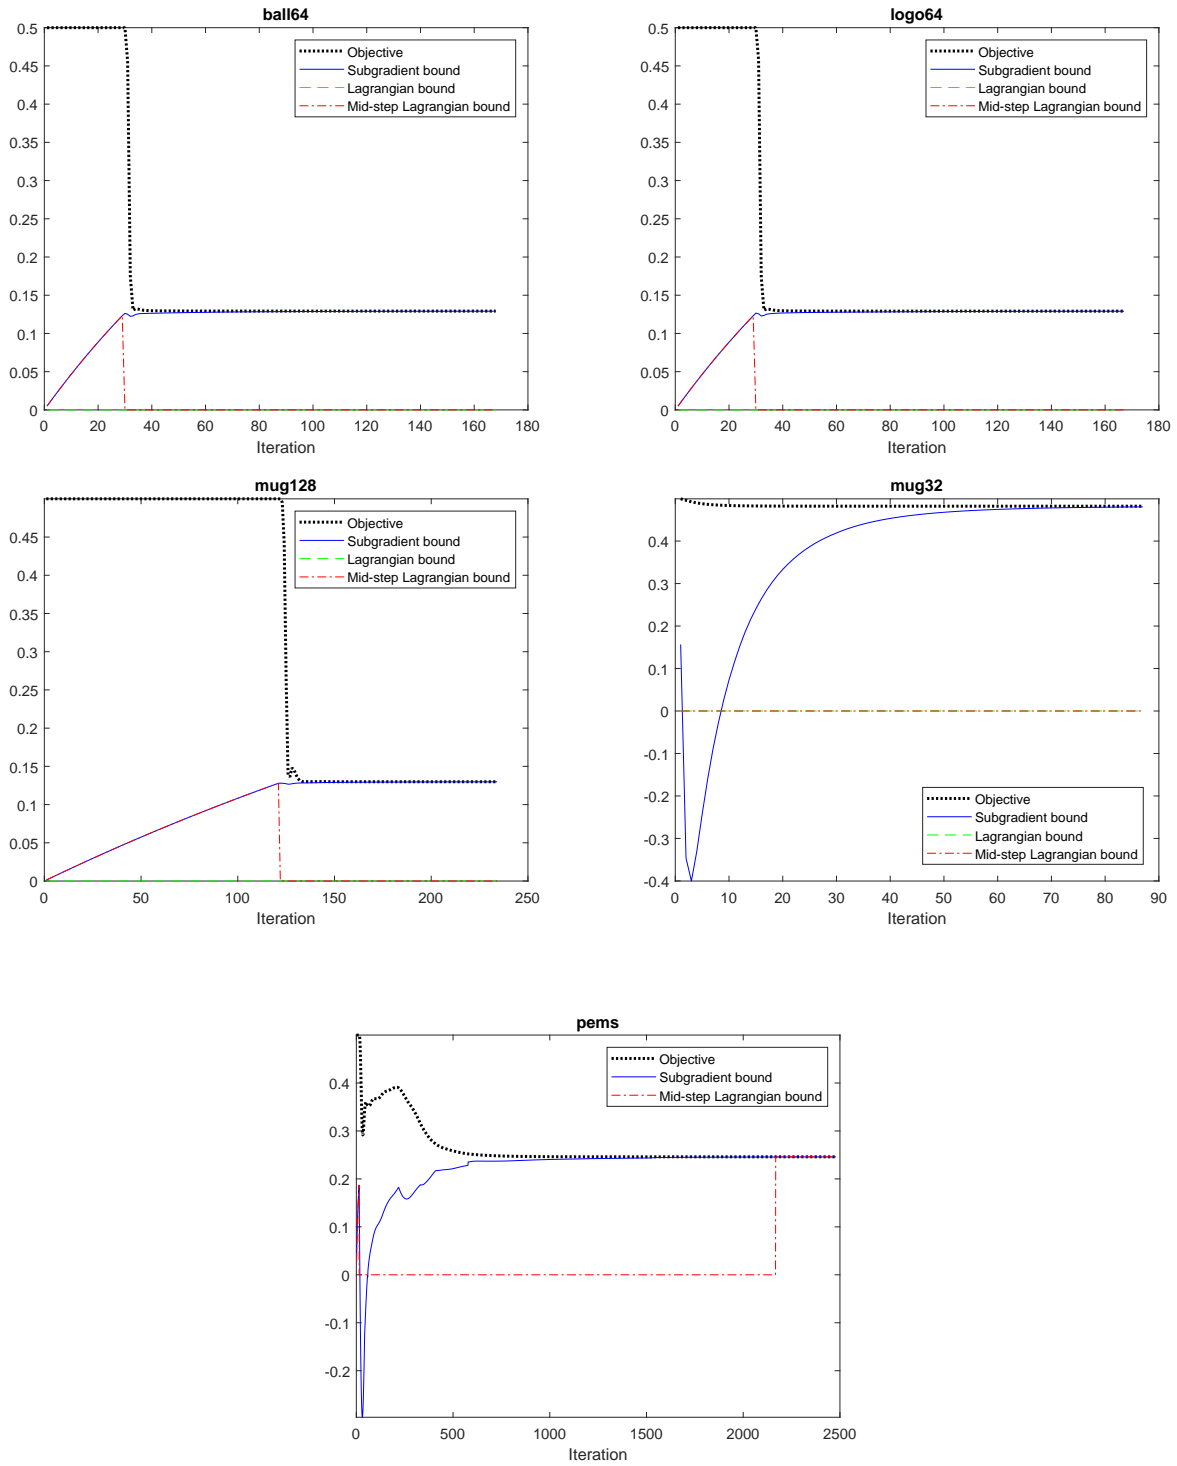 ball64
0.5
0.45
0.4
0.35
0.3
0.25
0.2
0.15
0.1
0.05
0
Objective
Subgradient bound
Lagrangian bound
Mid-step Lagrangian bound
0 20 40 60 80 100 120 140 160 180
Iteration
logo64
0.5
0.45
0.4
0.35
0.3
0.25
0.2
0.15
0.1
0.05
0
Objective
Subgradient bound
Lagrangian bound
Mid-step Lagrangian bound
0 20 40 60 80 100 120 140 160 180
Iteration
mug128
0.45
0.4
0.35
0.3
0.25
0.2
0.15
0.1
0.05
0
Objective
Subgradient bound
Lagrangian bound
Mid-step Lagrangian bound
0 50 100 150 200 250
Iteration
mug32
0.4
0.3
0.2
0.1
0
-0.1
-0.2
-0.3
-0.4
Objective
Subgradient bound
Lagrangian bound
Mid-step Lagrangian bound
0 10 20 30 40 50 60 70 80 90
Iteration
pems
0.4
0.3
0.2
0.1
0
-0.1
-0.2
Objective
Subgradient bound
Mid-step Lagrangian bound
0 500 1000 1500 2000 2500
Iteration